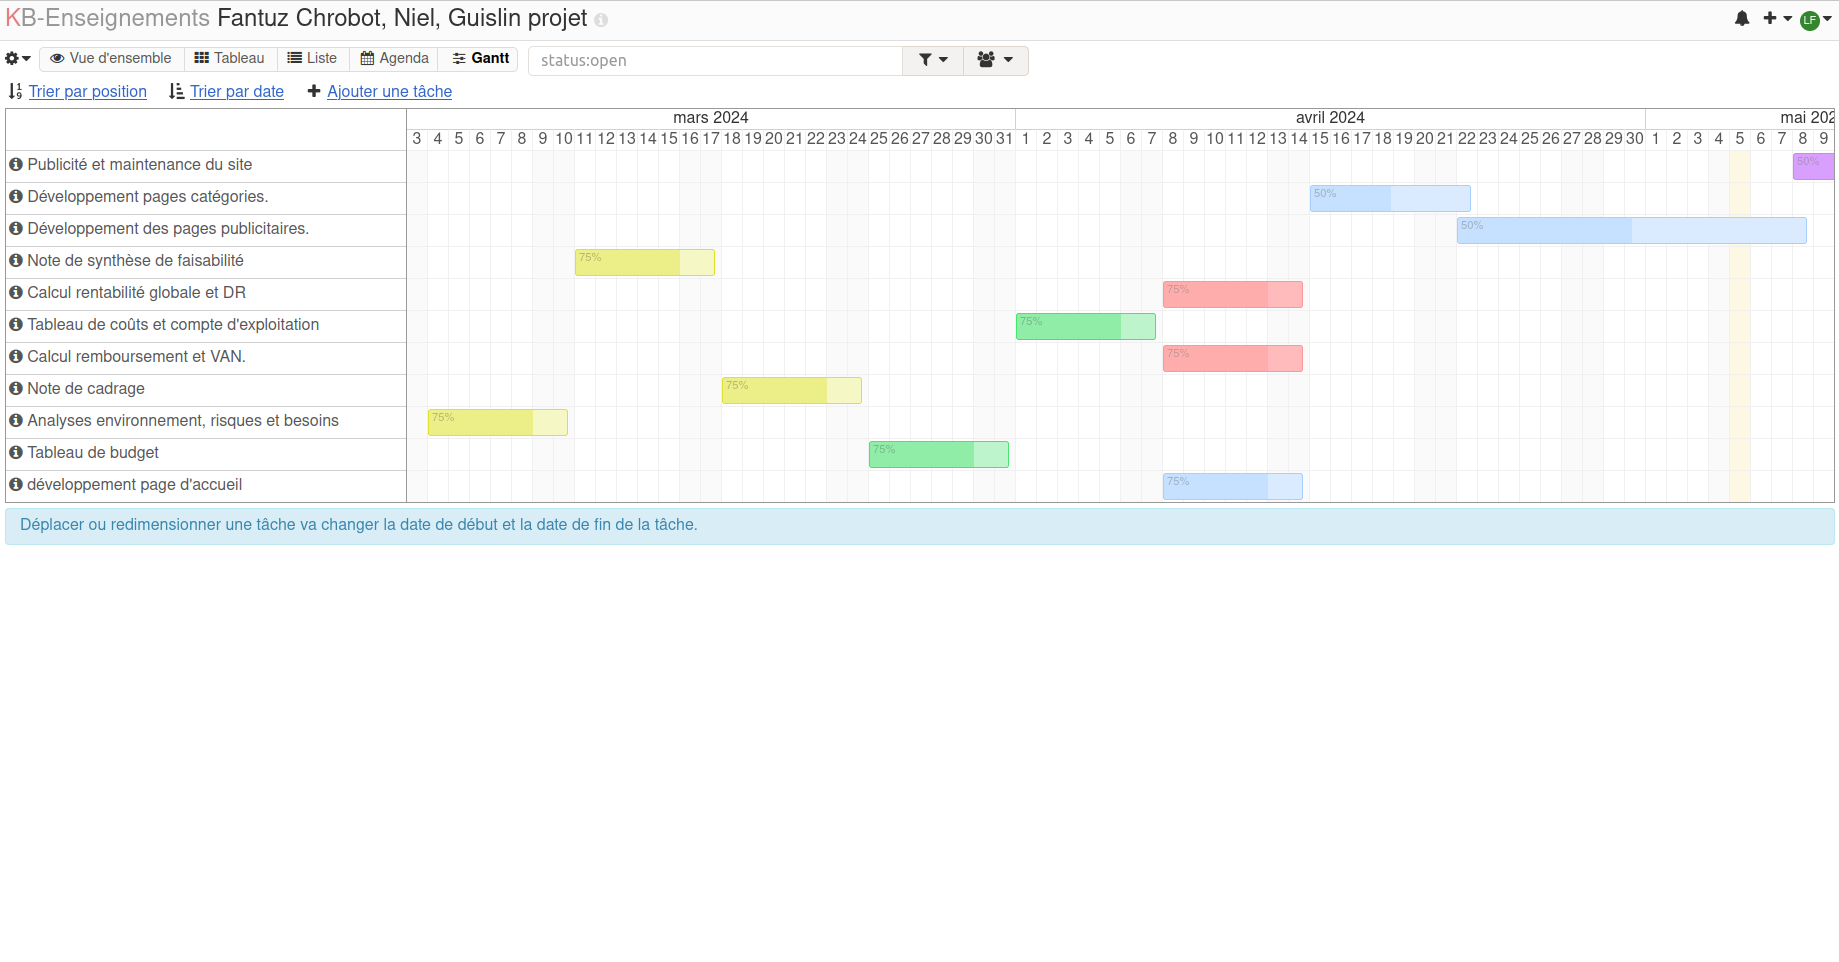 KB-Enseignements Fantuz Chrobot, Niel, Guislin projet
LF
Vue d'ensemble Tableau Liste Agenda Gantt status:open
Trier par position Trier par date Ajouter une tâche
mars 2024 avril 2024 mai 202
3 4 5 6 7 8 9 10 11 12 13 14 15 16 17 18 19 20 21 22 23 24 25 26 27 28 29 30 31 1 2 3 4 5 6 7 8 9 10 11 12 13 14 15 16 17 18 19 20 21 22 23 24 25 26 27 28 29 30 1 2 3 4 5 6 7 8 9
Publicité et maintenance du site 50%
Développement pages catégories. 50%
Développement des pages publicitaires. 50%
Note de synthèse de faisabilité 75%
Calcul rentabilité globale et DR 75%
Tableau de coûts et compte d'exploitation 75%
Calcul remboursement et VAN. 75%
Note de cadrage 75%
Analyses environnement, risques et besoins 75%
Tableau de budget 75%
développement page d'accueil 75%
Déplacer ou redimensionner une tâche va changer la date de début et la date de fin de la tâche.